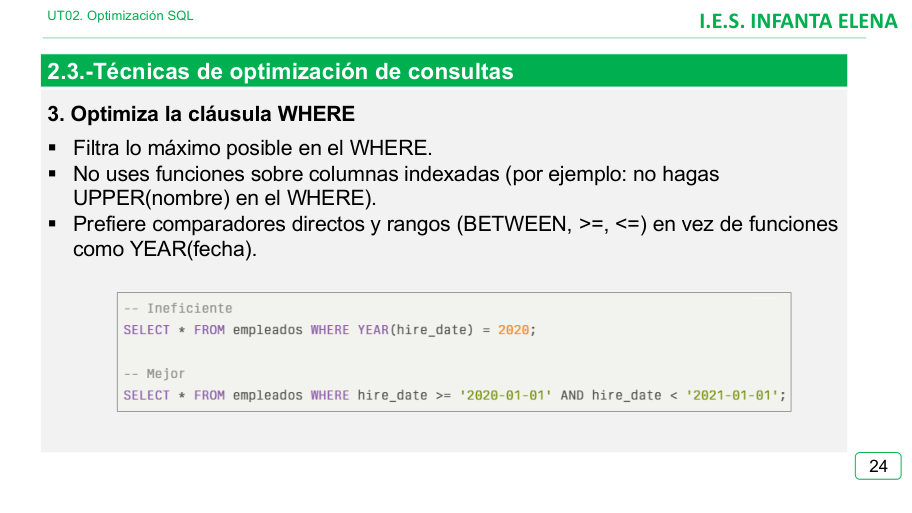 UT02. Optimización SQL
I.E.S. INFANTA ELENA
2.3.-Técnicas de optimización de consultas
3. Optimiza la cláusula WHERE
▪ Filtra lo máximo posible en el WHERE.
▪ No uses funciones sobre columnas indexadas (por ejemplo: no hagas
UPPER(nombre) en el WHERE).
▪ Prefiere comparadores directos y rangos (BETWEEN, >=, <=) en vez de funciones
como YEAR(fecha).
-- Ineficiente
SELECT * FROM empleados WHERE YEAR(hire_date) = 2020;
-- Mejor
SELECT * FROM empleados WHERE hire_date >= '2020-01-01' AND hire_date < '2021-01-01';
24